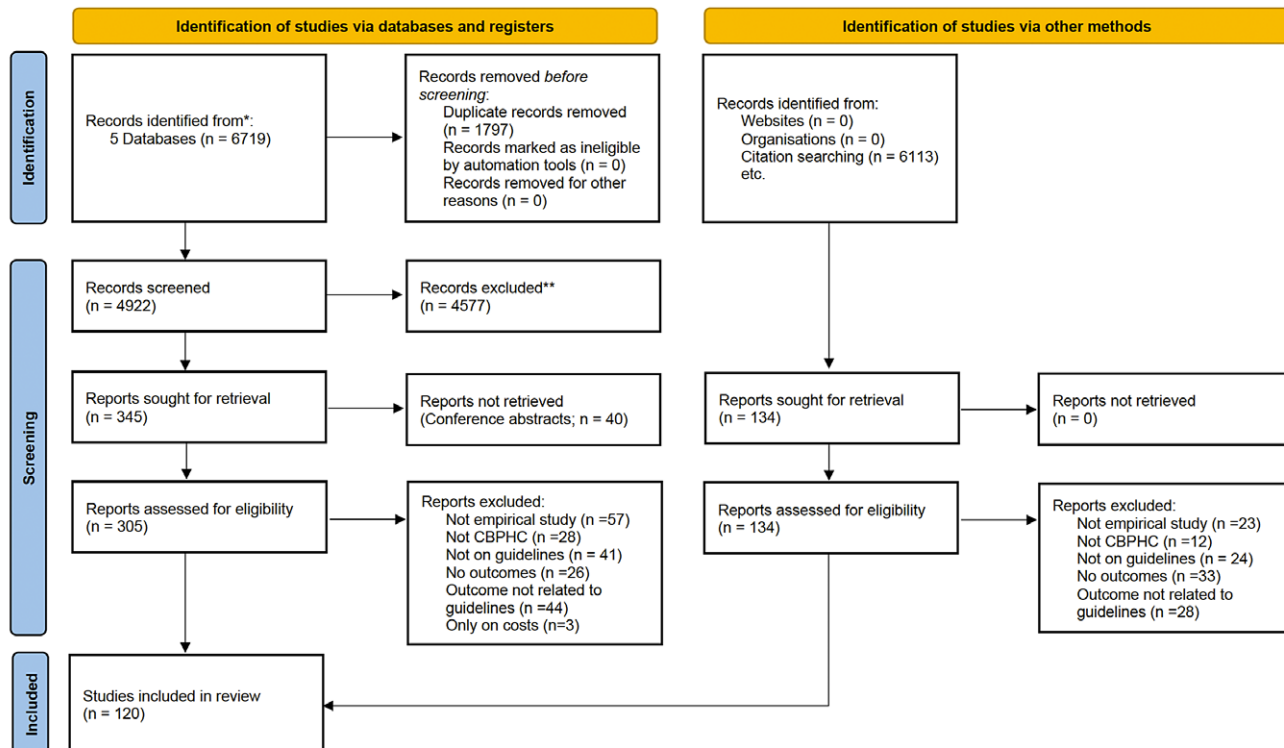 Identification of studies via databases and registers
Identification of studies via other methods
Identification
Records identified from*:
5 Databases (n = 6719)
Records removed before
screening:
Duplicate records removed
(n = 1797)
Records marked as ineligible
by automation tools (n = 0)
Records removed for other
reasons (n = 0)
Records identified from:
Websites (n = 0)
Organisations (n = 0)
Citation searching (n = 6113)
etc.
Screening
Records screened
(n = 4922)
Records excluded**
(n = 4577)
Reports sought for retrieval
(n = 345)
Reports not retrieved
(Conference abstracts; n = 40)
Reports sought for retrieval
(n = 134)
Reports not retrieved
(n = 0)
Reports assessed for eligibility
(n = 305)
Reports excluded:
Not empirical study (n =57)
Not CBPHC (n =28)
Not on guidelines (n = 41)
No outcomes (n =26)
Outcome not related to
guidelines (n =44)
Only on costs (n=3)
Reports assessed for eligibility
(n = 134)
Reports excluded:
Not empirical study (n =23)
Not CBPHC (n =12)
Not on guidelines (n = 24)
No outcomes (n =33)
Outcome not related to
guidelines (n =28)
Included
Studies included in review
(n = 120)